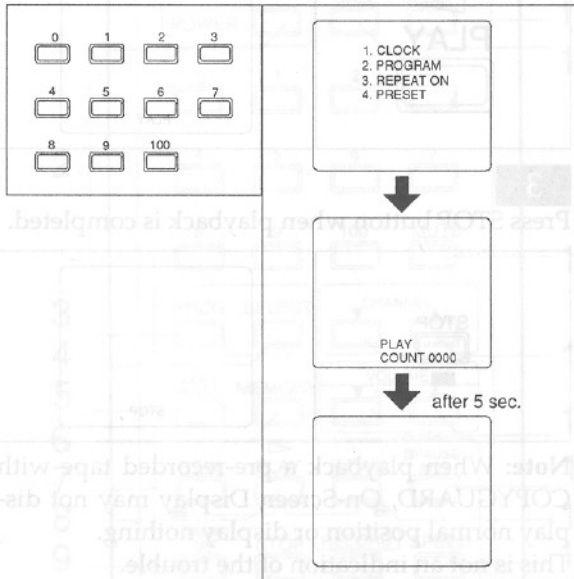 0 1 2 3
4 5 6 7
8 9 100
1. CLOCK
2. PROGRAM
3. REPEAT ON
4. PRESET
PLAY
COUNT 0000
after 5 sec.
PLAY
3
Press STOP button when playback is completed.
STOP
Note: When playback a pre-recorded tape with
COPYGUARD, On-Screen Display may not dis-
play normal position or display nothing.
This is not an indication of the trouble.